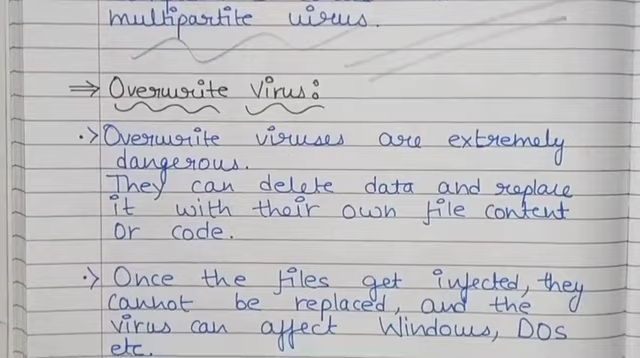 multipartite virus.
⇒ Overwrite Virus:
·> Overwrite viruses are extremely
dangerous.
They can delete data and replace
it with their own file content
or code.
·> Once the files get infected, they
cannot be replaced, and the
virus can affect Windows, DOS
etc.